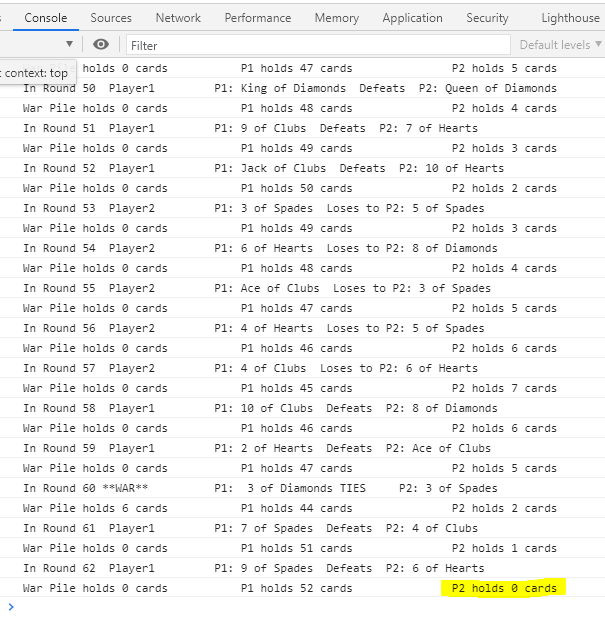 Console Sources Network Performance Memory Application Security Lighthouse
Filter Default levels ▼
context: top
holds 0 cards P1 holds 47 cards P2 holds 5 cards
In Round 50 Player1 P1: King of Diamonds Defeats P2: Queen of Diamonds
War Pile holds 0 cards P1 holds 48 cards P2 holds 4 cards
In Round 51 Player1 P1: 9 of Clubs Defeats P2: 7 of Hearts
War Pile holds 0 cards P1 holds 49 cards P2 holds 3 cards
In Round 52 Player1 P1: Jack of Clubs Defeats P2: 10 of Hearts
War Pile holds 0 cards P1 holds 50 cards P2 holds 2 cards
In Round 53 Player2 P1: 3 of Spades Loses to P2: 5 of Spades
War Pile holds 0 cards P1 holds 49 cards P2 holds 3 cards
In Round 54 Player2 P1: 6 of Hearts Loses to P2: 8 of Diamonds
War Pile holds 0 cards P1 holds 48 cards P2 holds 4 cards
In Round 55 Player2 P1: Ace of Clubs Loses to P2: 3 of Spades
War Pile holds 0 cards P1 holds 47 cards P2 holds 5 cards
In Round 56 Player2 P1: 4 of Hearts Loses to P2: 5 of Spades
War Pile holds 0 cards P1 holds 46 cards P2 holds 6 cards
In Round 57 Player2 P1: 4 of Clubs Loses to P2: 6 of Hearts
War Pile holds 0 cards P1 holds 45 cards P2 holds 7 cards
In Round 58 Player1 P1: 10 of Clubs Defeats P2: 8 of Diamonds
War Pile holds 0 cards P1 holds 46 cards P2 holds 6 cards
In Round 59 Player1 P1: 2 of Hearts Defeats P2: Ace of Clubs
War Pile holds 0 cards P1 holds 47 cards P2 holds 5 cards
In Round 60 **WAR** P1: 3 of Diamonds TIES P2: 3 of Spades
War Pile holds 6 cards P1 holds 44 cards P2 holds 2 cards
In Round 61 Player1 P1: 7 of Spades Defeats P2: 4 of Clubs
War Pile holds 0 cards P1 holds 51 cards P2 holds 1 cards
In Round 62 Player1 P1: 9 of Spades Defeats P2: 6 of Hearts
War Pile holds 0 cards P1 holds 52 cards P2 holds 0 cards